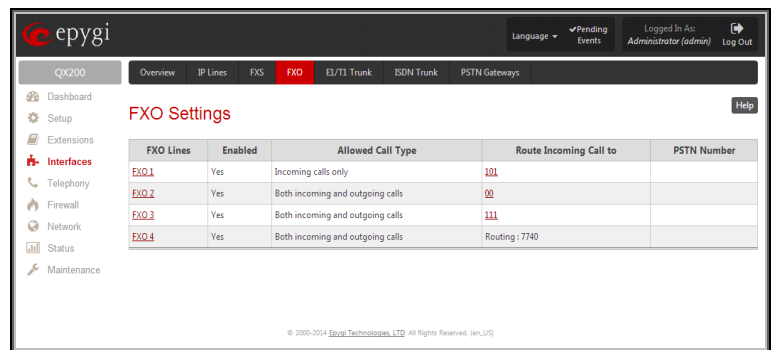 epygi
Language
Pending Events
Logged In As:
Administrator (admin)
Log Out
QX200
Overview IP Lines FXS FXO E1/T1 Trunk ISDN Trunk PSTN Gateways
Dashboard
Setup
Extensions
Interfaces
Telephony
Firewall
Network
Status
Maintenance
FXO Settings
Help
FXO Lines Enabled Allowed Call Type Route Incoming Call to PSTN Number
FXO 1 Yes Incoming calls only 101
FXO 2 Yes Both incoming and outgoing calls 00
FXO 3 Yes Both incoming and outgoing calls 111
FXO 4 Yes Both incoming and outgoing calls Routing : 7740
© 2000-2014 Epygi Technologies, LTD. All Rights Reserved. (en_US)